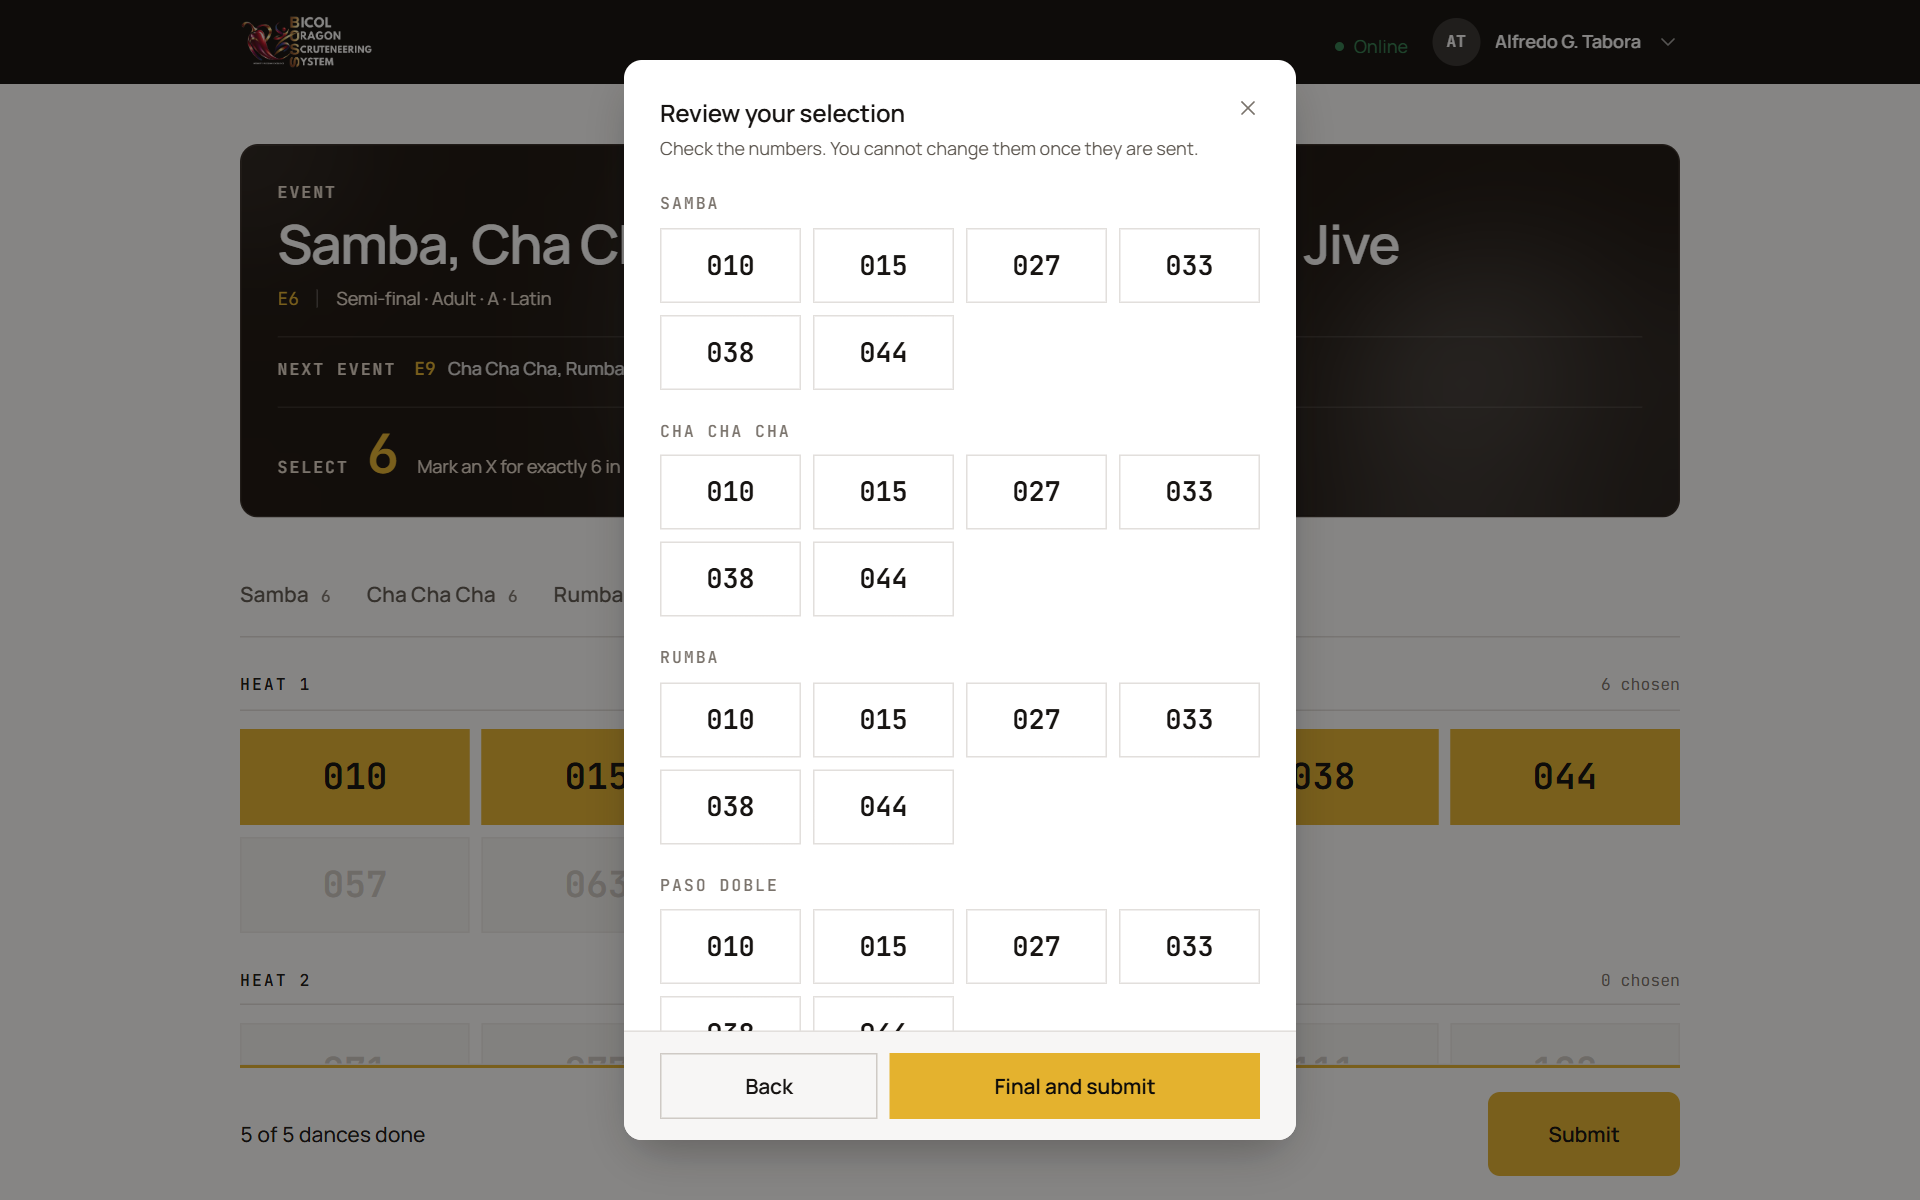 BICOL
DRAGON
SCRUTENEERING
SYSTEM
Online
AT
Alfredo G. Tabora
Review your selection
Check the numbers. You cannot change them once they are sent.
EVENT
Samba, Cha C
Jive
E6
Semi-final · Adult · A · Latin
NEXT EVENT E9 Cha Cha Cha, Rumba
SELECT 6 Mark an X for exactly 6 in
Samba 6 Cha Cha Cha 6 Rumba
HEAT 1
6 chosen
010 015 038 044
057 063
HEAT 2
0 chosen
SAMBA
010 015 027 033
038 044
CHA CHA CHA
010 015 027 033
038 044
RUMBA
010 015 027 033
038 044
PASO DOBLE
010 015 027 033
038 044
Back
Final and submit
5 of 5 dances done
Submit